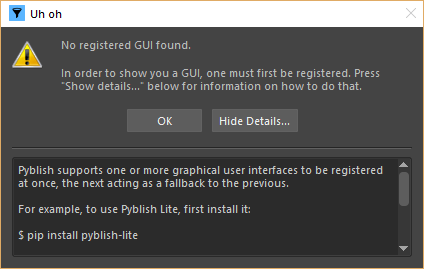 Uh oh
No registered GUI found.
In order to show you a GUI, one must first be registered. Press
"Show details..." below for information on how to do that.
OK
Hide Details...
Pyblish supports one or more graphical user interfaces to be registered
at once, the next acting as a fallback to the previous.
For example, to use Pyblish Lite, first install it:
$ pip install pyblish-lite